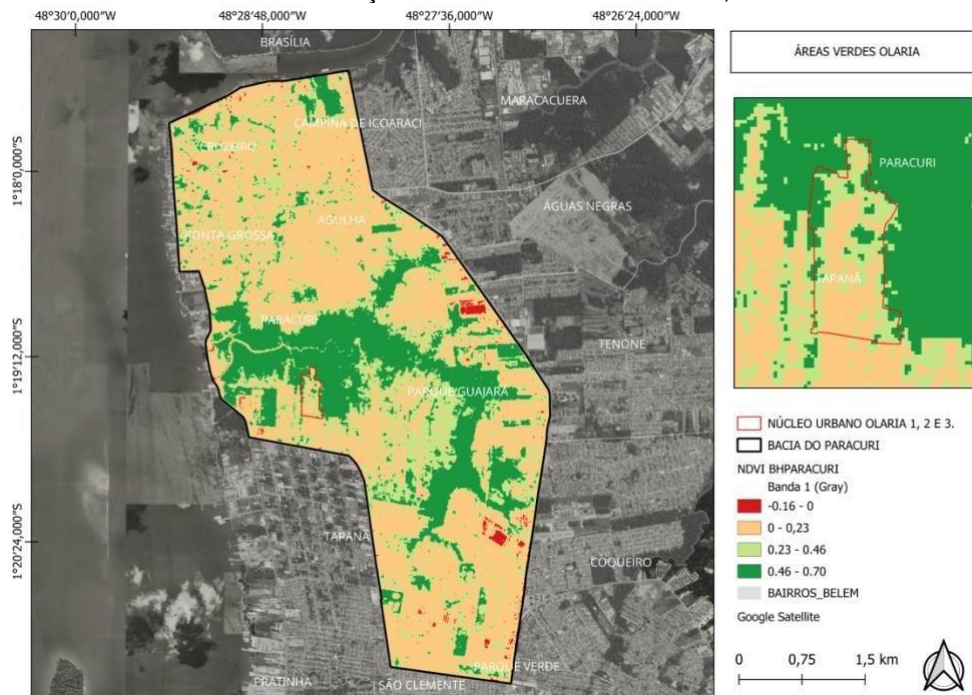 48°30'0,000"W 48°28'48,000"W 48°27'36,000"W 48°26'24,000"W
BRASÍLIA
MARACACUERA
CAMPINA DE ICOARACI
CRUZEIRO
1°18'0,000"S
ÁGUAS NEGRAS
AGULHA
PONTA GROSSA
PARACURI
TENONÉ
1°19'12,000"S
PARQUE GUAJARÁ
TAPANÃ
1°20'24,000"S
COQUEIRO
PARQUE VERDE
PRATINHA
SÃO CLEMENTE
ÁREAS VERDES OLARIA
PARACURI
TAPANÃ
NÚCLEO URBANO OLARIA 1, 2 E 3.
BACIA DO PARACURI
NDVI BHPARACURI
Banda 1 (Gray)
-0.16 - 0
0 - 0,23
0.23 - 0.46
0.46 - 0.70
BAIRROS_BELEM
Google Satellite
0 0,75 1,5 km